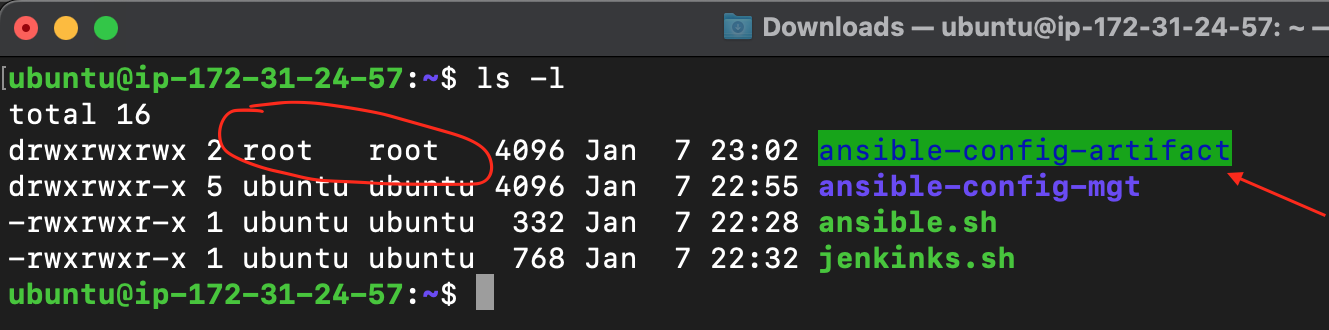 Downloads — ubuntu@ip-172-31-24-57: ~ —
ubuntu@ip-172-31-24-57:~$ ls -l
total 16
drwxrwxrwx 2 root root 4096 Jan 7 23:02 ansible-config-artifact
drwxrwxr-x 5 ubuntu ubuntu 4096 Jan 7 22:55 ansible-config-mgt
-rwxrwxr-x 1 ubuntu ubuntu 332 Jan 7 22:28 ansible.sh
-rwxrwxr-x 1 ubuntu ubuntu 768 Jan 7 22:32 jenkinks.sh
ubuntu@ip-172-31-24-57:~$